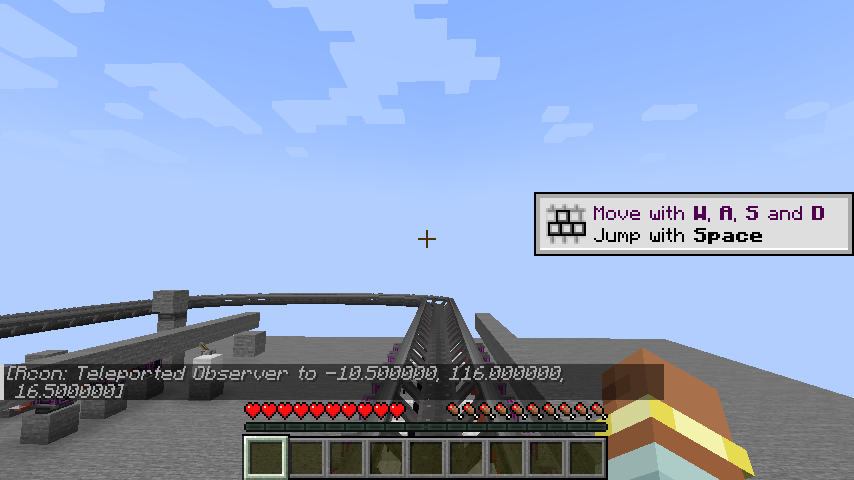 Move with W, A, S and D
Jump with Space
[Rcon: Teleported Observer to -10.500000, 116.000000,
16.500000]